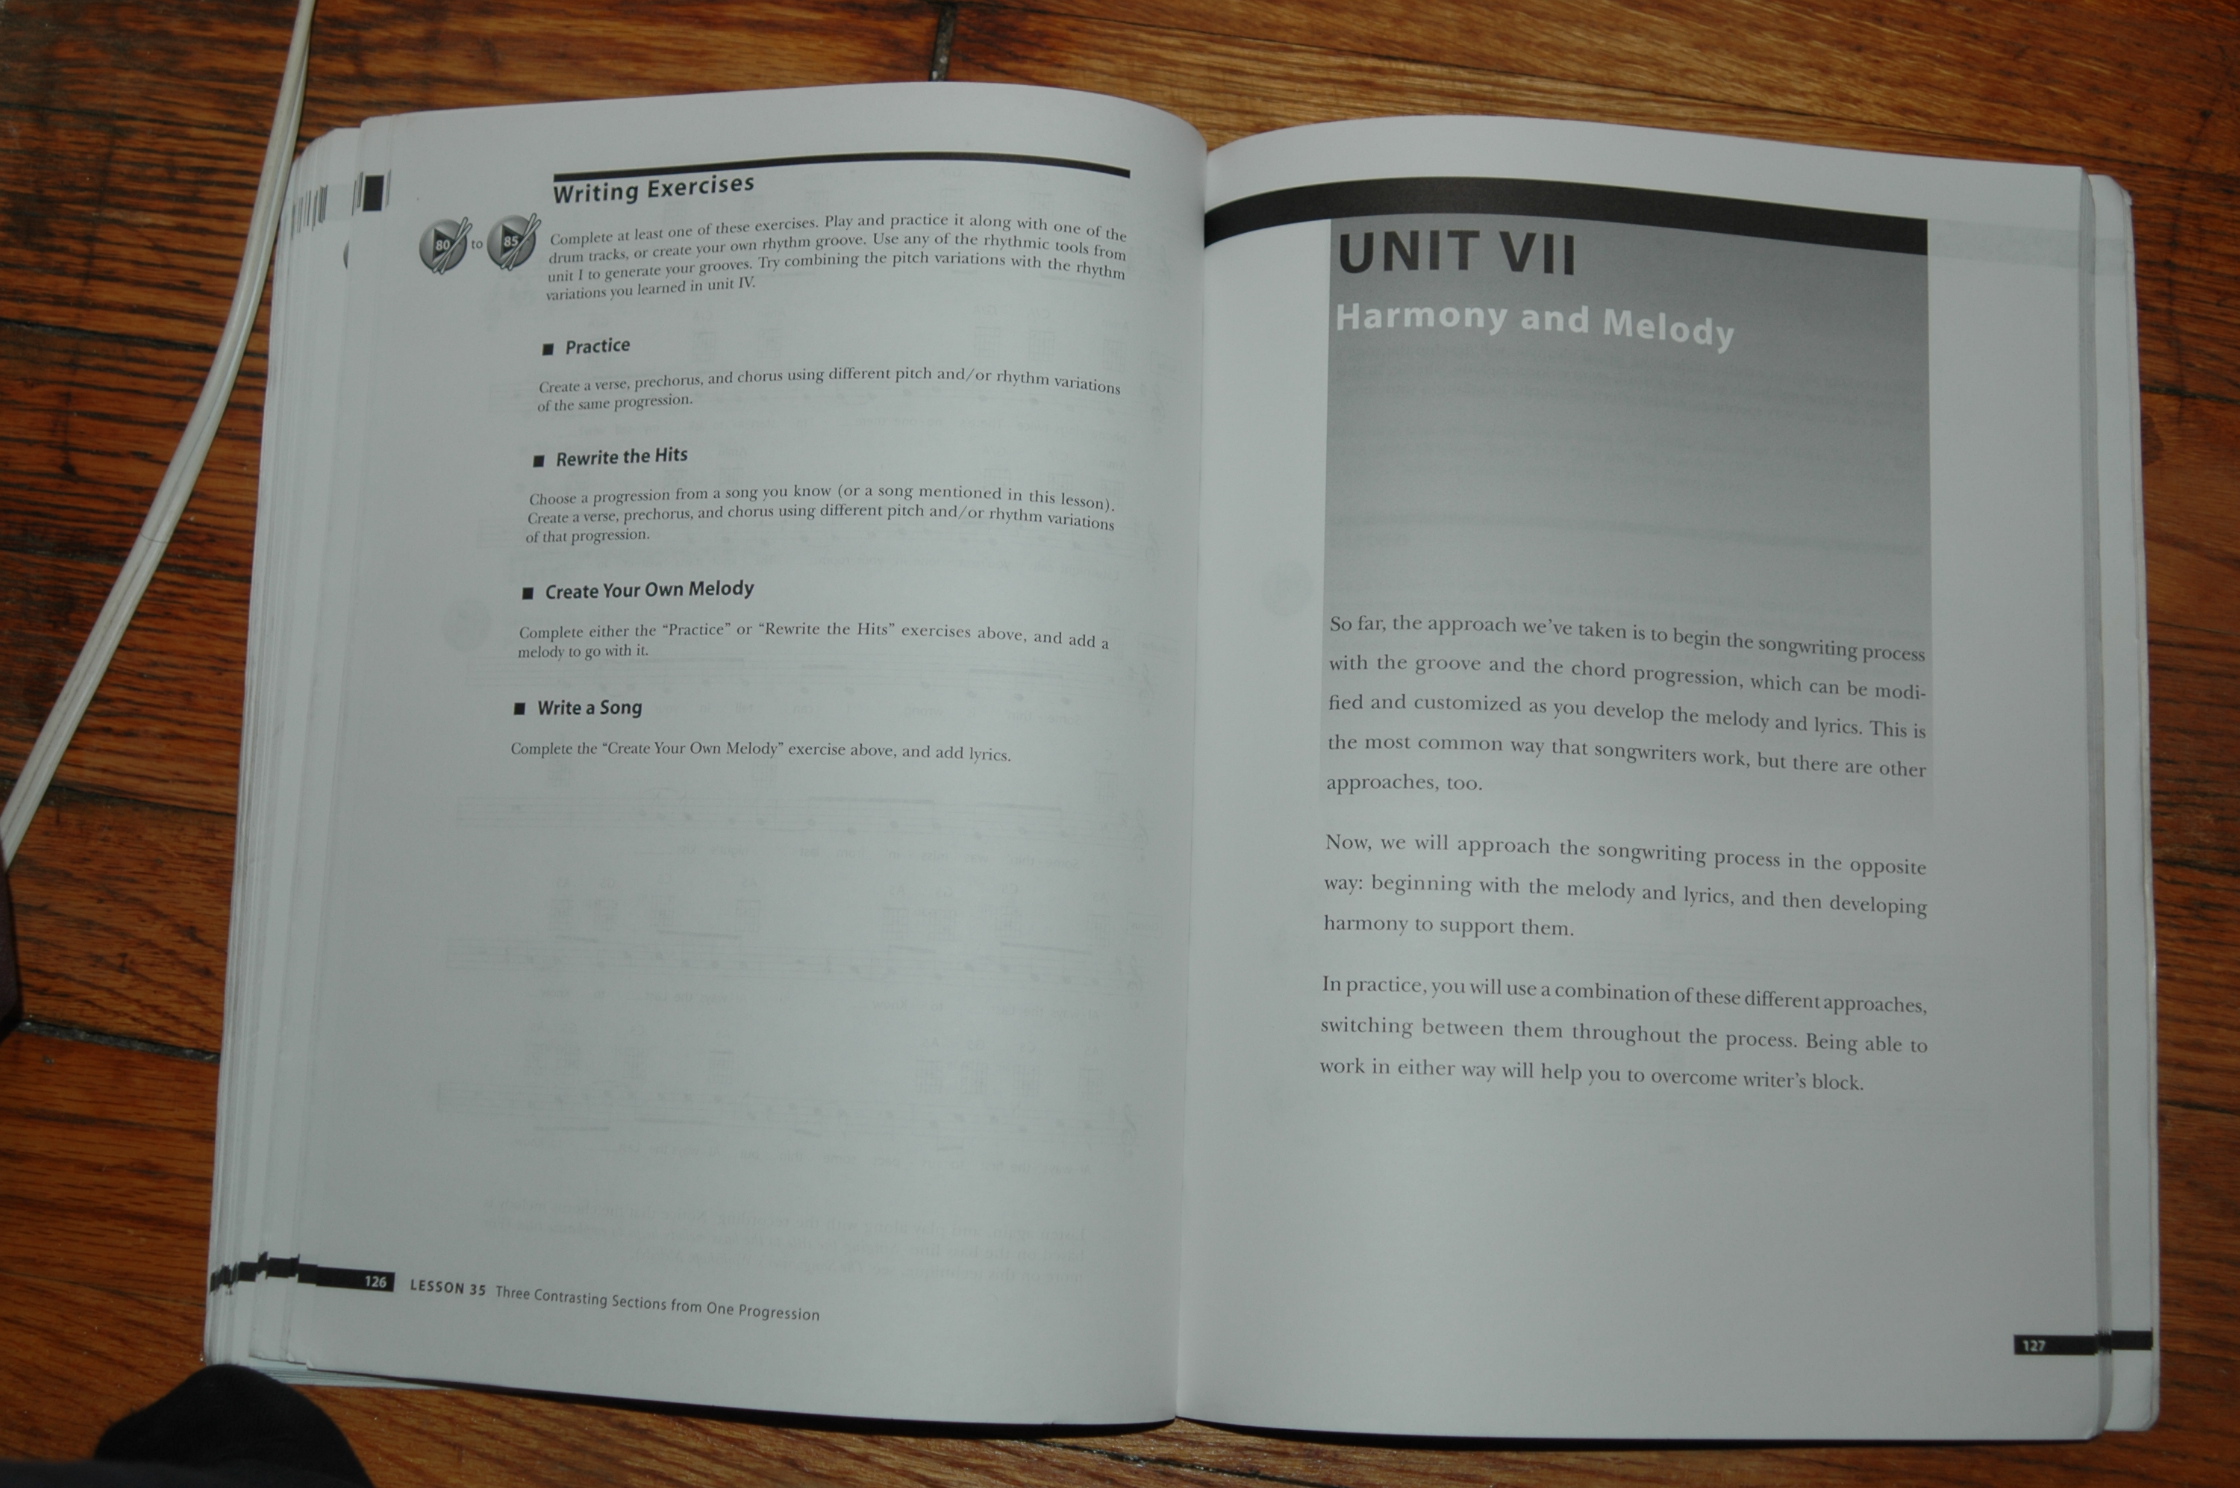 Writing Exercises
80 to 85
Complete at least one of these exercises. Play and practice it along with one of the
drum tracks, or create your own rhythm groove. Use any of the rhythmic tools from
unit I to generate your grooves. Try combining the pitch variations with the rhythm
variations you learned in unit IV.
■ Practice
Create a verse, prechorus, and chorus using different pitch and/or rhythm variations
of the same progression.
■ Rewrite the Hits
Choose a progression from a song you know (or a song mentioned in this lesson).
Create a verse, prechorus, and chorus using different pitch and/or rhythm variations
of that progression.
■ Create Your Own Melody
Complete either the “Practice” or “Rewrite the Hits” exercises above, and add a
melody to go with it.
■ Write a Song
Complete the “Create Your Own Melody” exercise above, and add lyrics.
126 LESSON 35 Three Contrasting Sections from One Progression
UNIT VII
Harmony and Melody
So far, the approach we’ve taken is to begin the songwriting process
with the groove and the chord progression, which can be modi-
fied and customized as you develop the melody and lyrics. This is
the most common way that songwriters work, but there are other
approaches, too.
Now, we will approach the songwriting process in the opposite
way: beginning with the melody and lyrics, and then developing
harmony to support them.
In practice, you will use a combination of these different approaches,
switching between them throughout the process. Being able to
work in either way will help you to overcome writer’s block.
127